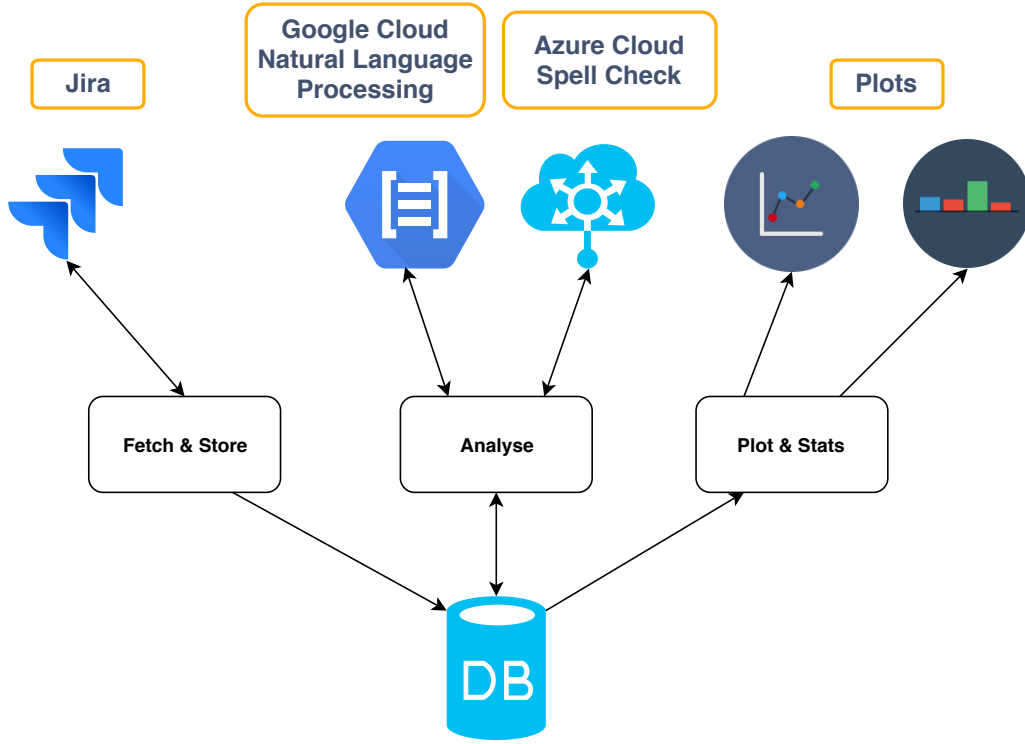 Jira
Google Cloud
Natural Language
Processing
Azure Cloud
Spell Check
Plots
Fetch & Store
Analyse
Plot & Stats
DB